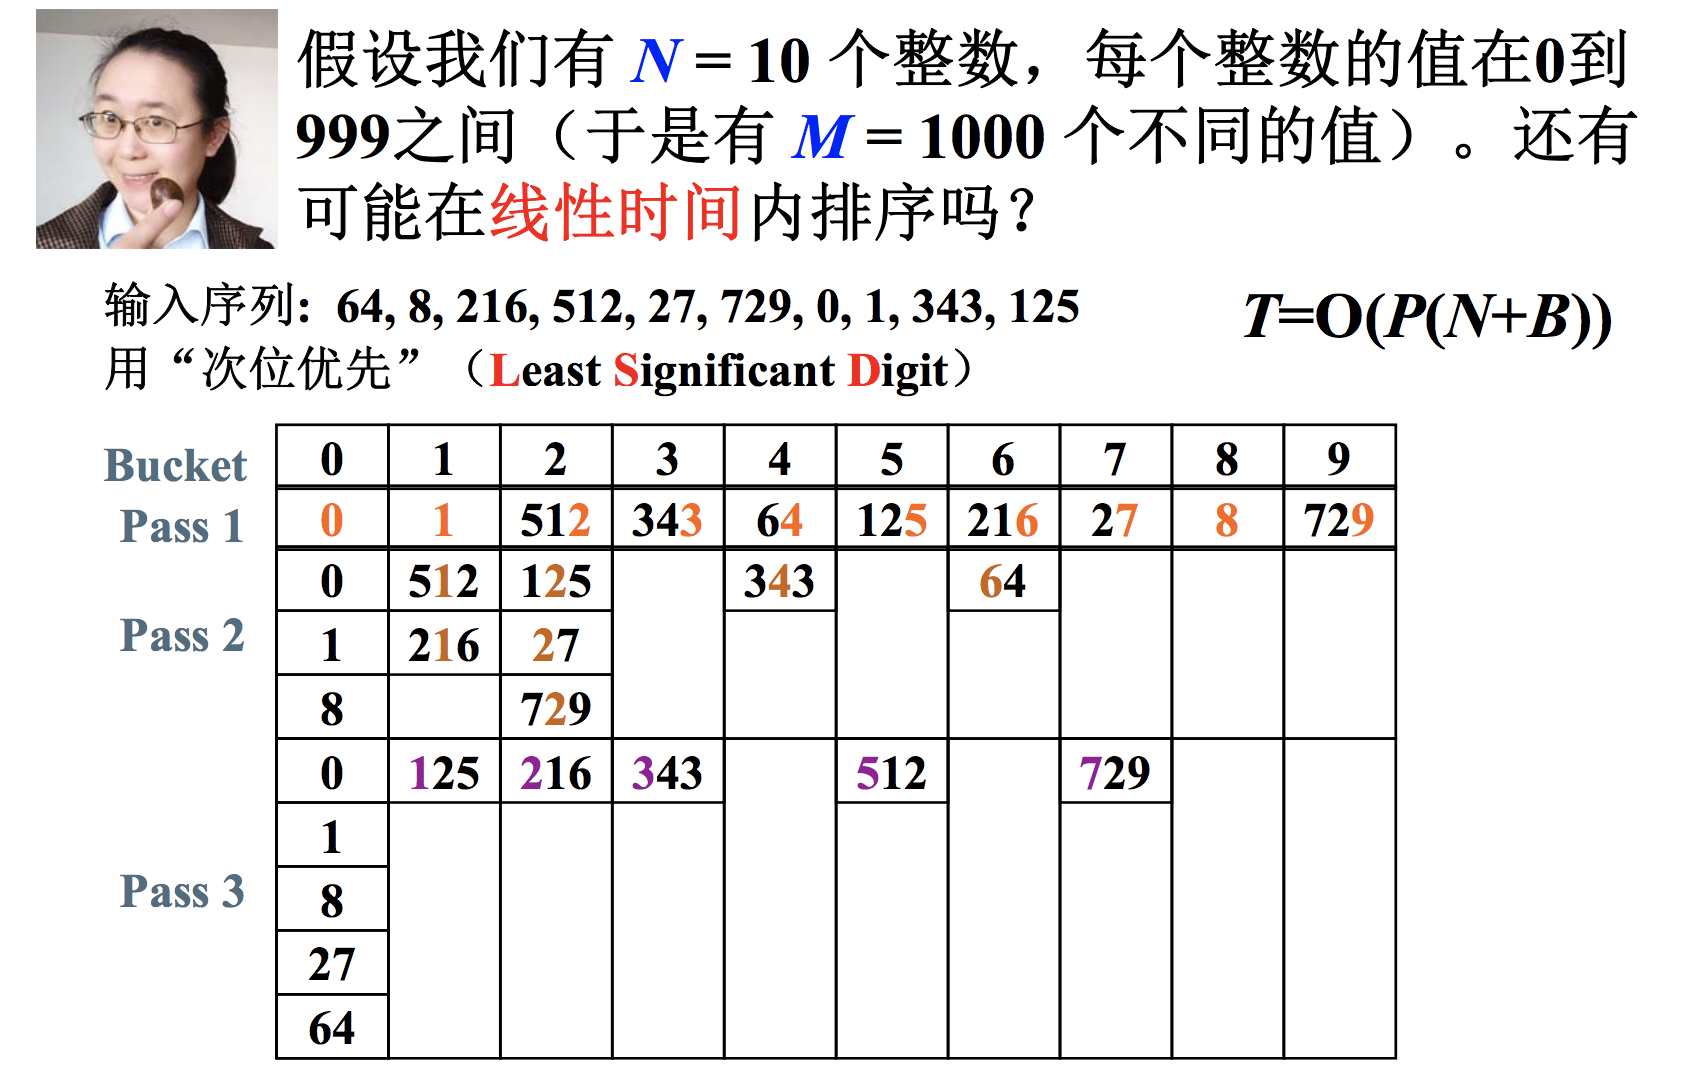 假设我们有 N = 10 个整数，每个整数的值在0到
999之间（于是有 M = 1000 个不同的值）。还有
可能在线性时间内排序吗？
输入序列: 64, 8, 216, 512, 27, 729, 0, 1, 343, 125
T=O(P(N+B))
用“次位优先”（Least Significant Digit）
Bucket 0 1 2 3 4 5 6 7 8 9
Pass 1 0 1 512 343 64 125 216 27 8 729
0 512 125 343 64
Pass 2 1 216 27
8 729
0 125 216 343 512 729
1
Pass 3 8
27
64